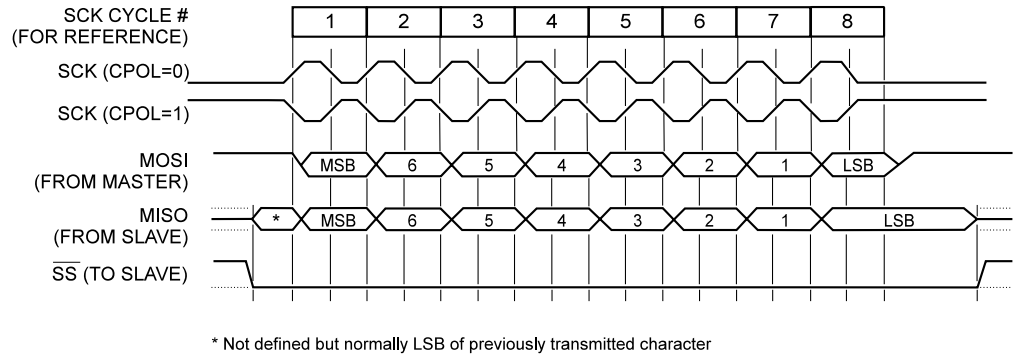 SCK CYCLE #
(FOR REFERENCE)
1 2 3 4 5 6 7 8
SCK (CPOL=0)
SCK (CPOL=1)
MOSI
(FROM MASTER)
MSB 6 5 4 3 2 1 LSB
MISO
(FROM SLAVE)
* MSB 6 5 4 3 2 1 LSB
SS (TO SLAVE)
* Not defined but normally LSB of previously transmitted character